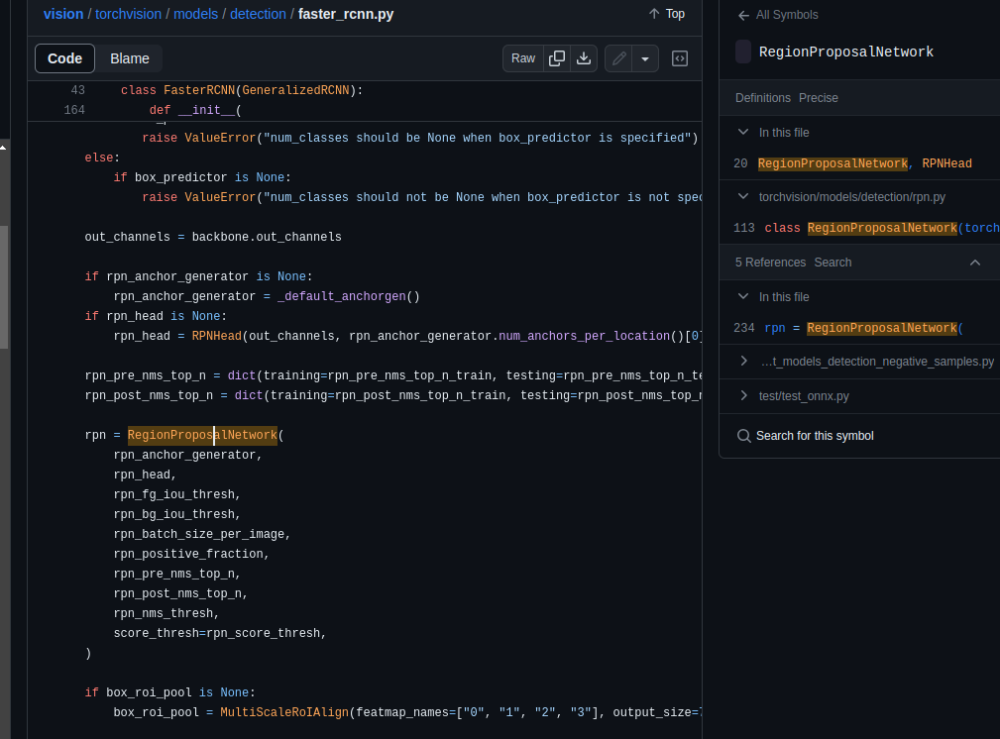 vision / torchvision / models / detection / faster_rcnn.py
Top
Code Blame
Raw
43 class FasterRCNN(GeneralizedRCNN):
164 def __init__(
raise ValueError("num_classes should be None when box_predictor is specified")
else:
if box_predictor is None:
raise ValueError("num_classes should not be None when box_predictor is not spec
out_channels = backbone.out_channels
if rpn_anchor_generator is None:
rpn_anchor_generator = _default_anchorgen()
if rpn_head is None:
rpn_head = RPNHead(out_channels, rpn_anchor_generator.num_anchors_per_location()[0]
rpn_pre_nms_top_n = dict(training=rpn_pre_nms_top_n_train, testing=rpn_pre_nms_top_n_te
rpn_post_nms_top_n = dict(training=rpn_post_nms_top_n_train, testing=rpn_post_nms_top_n
rpn = RegionProposalNetwork(
rpn_anchor_generator,
rpn_head,
rpn_fg_iou_thresh,
rpn_bg_iou_thresh,
rpn_batch_size_per_image,
rpn_positive_fraction,
rpn_pre_nms_top_n,
rpn_post_nms_top_n,
rpn_nms_thresh,
score_thresh=rpn_score_thresh,
)
if box_roi_pool is None:
box_roi_pool = MultiScaleRoIAlign(featmap_names=["0", "1", "2", "3"], output_size=7
All Symbols
RegionProposalNetwork
Definitions Precise
In this file
20 RegionProposalNetwork, RPNHead
torchvision/models/detection/rpn.py
113 class RegionProposalNetwork(torch
5 References Search
In this file
234 rpn = RegionProposalNetwork(
…t_models_detection_negative_samples.py
test/test_onnx.py
Search for this symbol